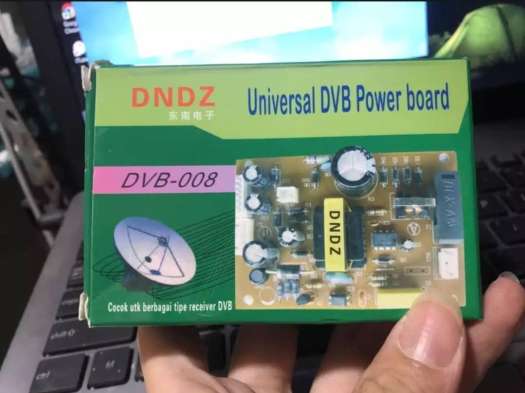 DNDZ
东南电子
Universal DVB Power board
DVB-008
DNDZ
Cocok utk berbagai tipe receiver DVB